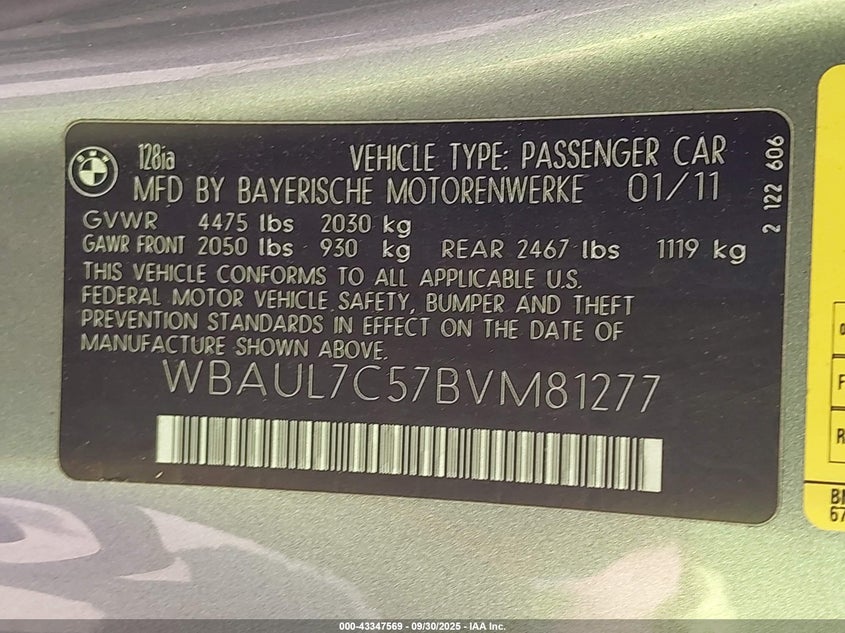 BMW
128ia VEHICLE TYPE: PASSENGER CAR
MFD BY BAYERISCHE MOTORENWERKE 01/11
GVWR 4475 lbs 2030 kg
GAWR FRONT 2050 lbs 930 kg REAR 2467 lbs 1119 kg
THIS VEHICLE CONFORMS TO ALL APPLICABLE U.S.
FEDERAL MOTOR VEHICLE SAFETY, BUMPER AND THEFT
PREVENTION STANDARDS IN EFFECT ON THE DATE OF
MANUFACTURE SHOWN ABOVE.
WBAUL7C57BVM81277
2 122 606
000-43347569 - 09/30/2025 - IAA Inc.